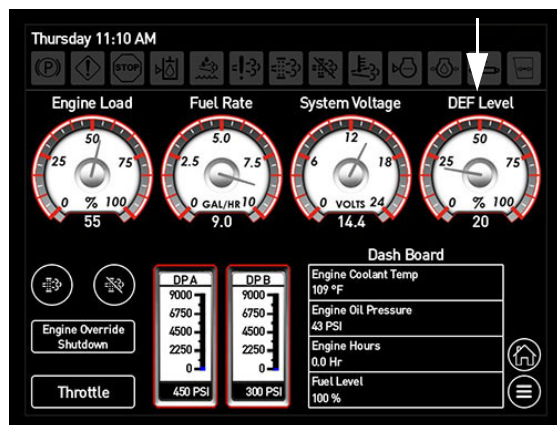 Thursday 11:10 AM
(P) STOP
Engine Load Fuel Rate System Voltage DEF Level
50 5.0 12 50
25 75 2.5 7.5 6 18 25 75
0 % 100 0 GAL/HR 10 0 VOLTS 24 0 % 100
55 9.0 14.4 20
Dash Board
DP A DP B Engine Coolant Temp
9000 9000 109 °F
6750 6750 Engine Oil Pressure
4500 4500 43 PSI
Engine Override
Shutdown
2250 2250 Engine Hours
0 0 0.0 Hr
Fuel Level
Throttle 450 PSI 300 PSI 100 %